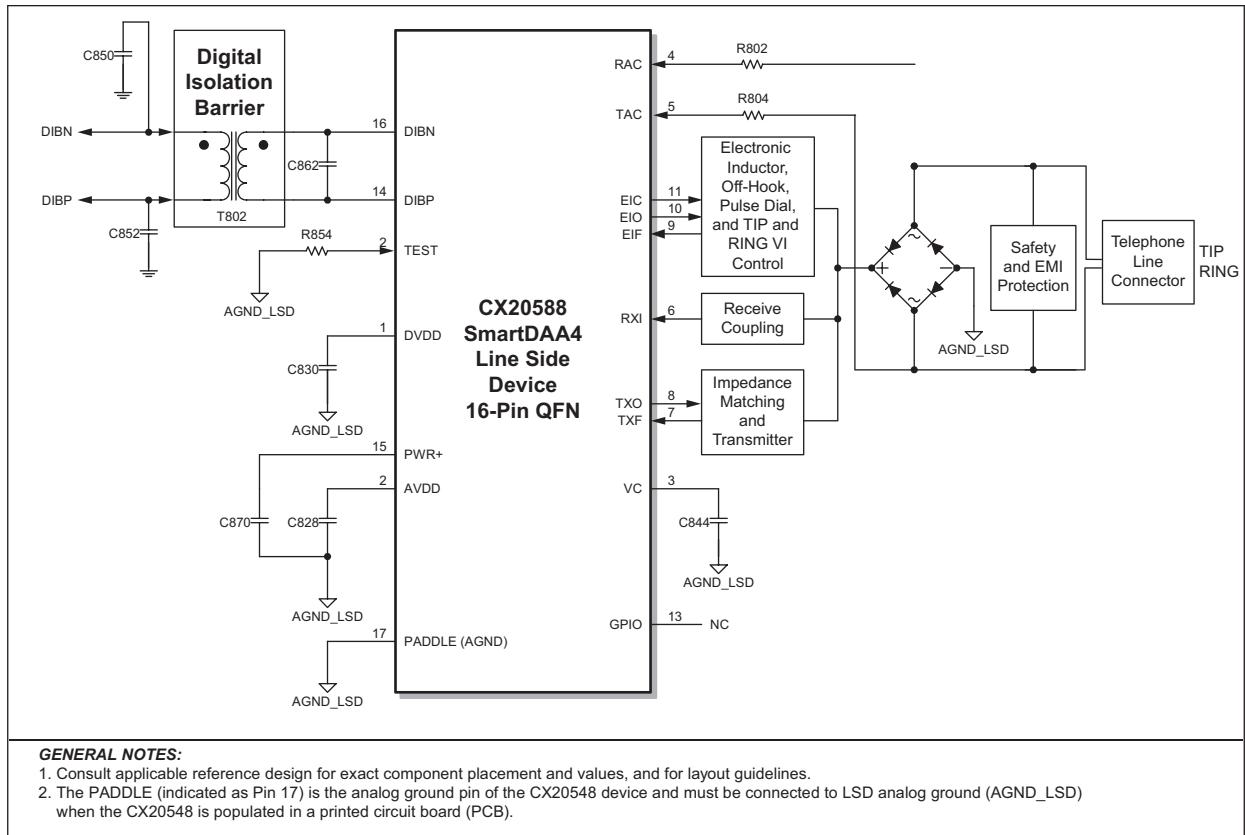 C850
Digital
Isolation
Barrier
DIBN
DIBP
T802
C852
C862
16
DIBN
14
DIBP
R854
2
TEST
AGND_LSD
1
DVDD
C830
AGND_LSD
15
PWR+
2
AVDD
C870
C828
AGND_LSD
17
PADDLE (AGND)
AGND_LSD
CX20588
SmartDAA4
Line Side
Device
16-Pin QFN
RAC
4
R802
TAC
5
R804
EIC
11
EIO
10
EIF
9
Electronic
Inductor,
Off-Hook,
Pulse Dial,
and TIP and
RING VI
Control
RXI
6
Receive
Coupling
TXO
8
TXF
7
Impedance
Matching
and
Transmitter
VC
3
C844
AGND_LSD
GPIO
13
NC
~
+
−
~
AGND_LSD
Safety
and EMI
Protection
Telephone
Line
Connector
TIP
RING
GENERAL NOTES:
1. Consult applicable reference design for exact component placement and values, and for layout guidelines.
2. The PADDLE (indicated as Pin 17) is the analog ground pin of the CX20548 device and must be connected to LSD analog ground (AGND_LSD)
when the CX20548 is populated in a printed circuit board (PCB).